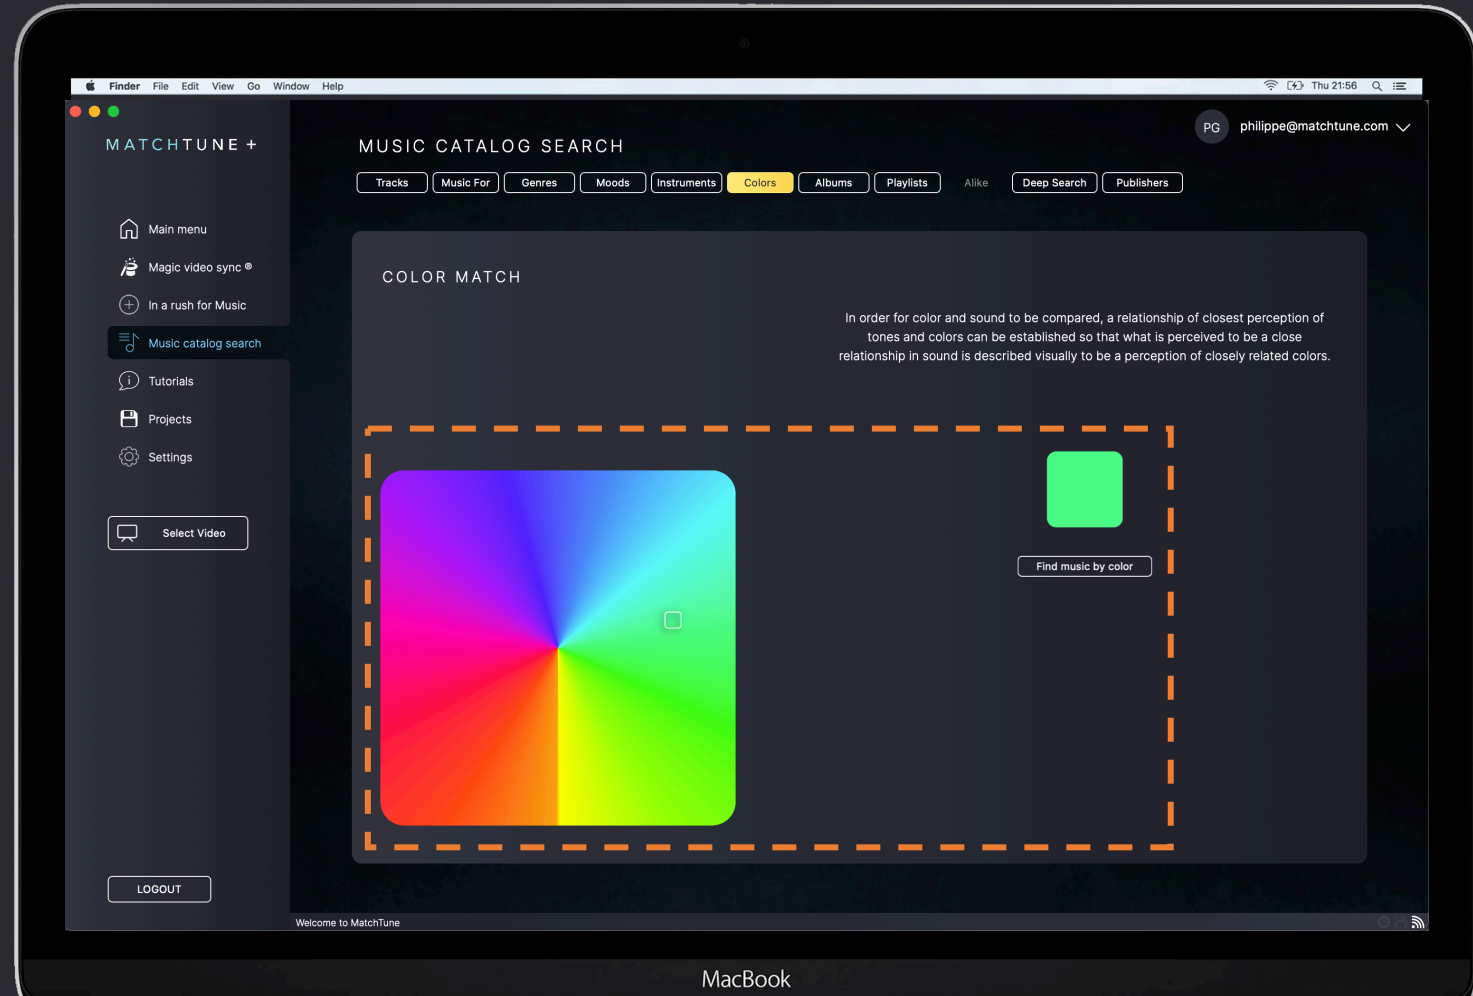 Finder File Edit View Go Window Help
Thu 21:56
MATCHTUNE +
PG philippe@matchtune.com
MUSIC CATALOG SEARCH
Tracks Music For Genres Moods Instruments Colors Albums Playlists Alike Deep Search Publishers
Main menu
Magic video sync ®
In a rush for Music
Music catalog search
Tutorials
Projects
Settings
Select Video
LOGOUT
COLOR MATCH
In order for color and sound to be compared, a relationship of closest perception of
tones and colors can be established so that what is perceived to be a close
relationship in sound is described visually to be a perception of closely related colors.
Find music by color
Welcome to MatchTune
MacBook